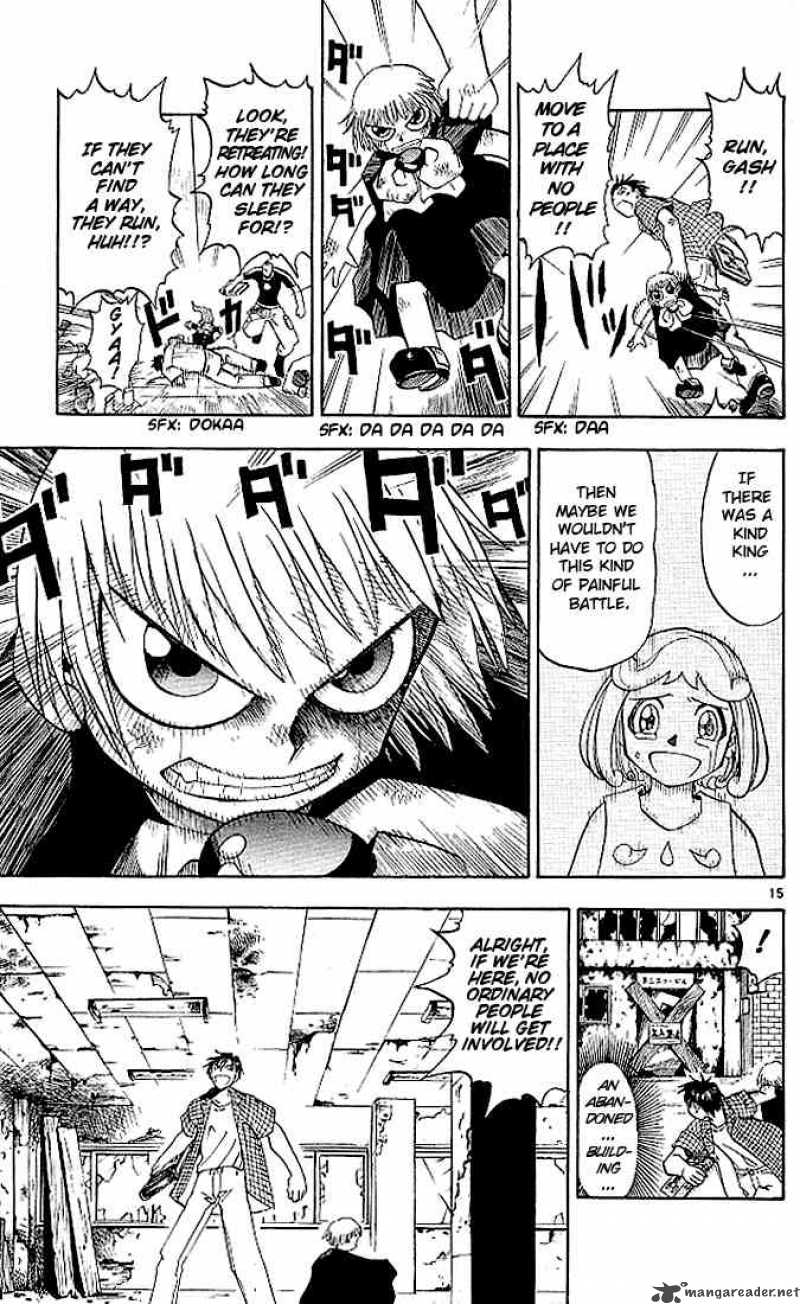 RUN,
GASH
!!
MOVE
TO A
PLACE
WITH
NO
PEOPLE
!!
SFX: DAA
ダ
ダ
ダ
ダ
ダ
SFX: DA DA DA DA DA
LOOK,
THEY'RE
RETREATING!
HOW LONG
CAN THEY
SLEEP
FOR!?
IF THEY
CAN'T
FIND
A WAY,
THEY RUN,
HUH!!?
GYAA!
ド
カ
SFX: DOKAA
IF
THERE
WAS A
KIND
KING
...
THEN
MAYBE WE
WOULDN'T
HAVE TO DO
THIS KIND
OF PAINFUL
BATTLE.
ダ
ダ
ダ
ダ
ダ
15
!
AN
ABAN-
DONED
...
BUILD-
ING
...
ALRIGHT,
IF WE'RE
HERE, NO
ORDINARY
PEOPLE
WILL GET
INVOLVED!!
mangareader.net